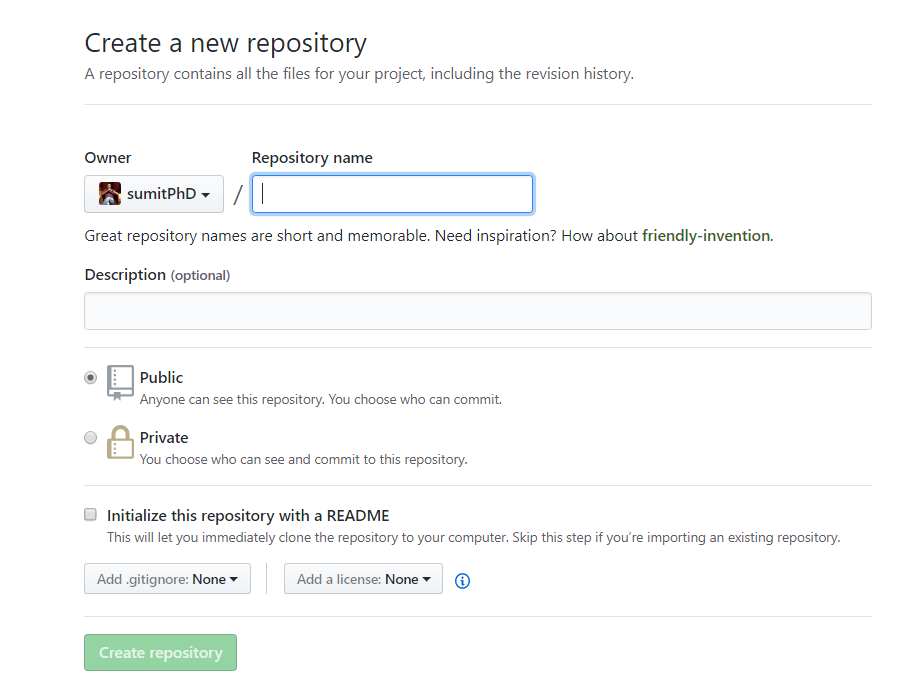 Create a new repository
A repository contains all the files for your project, including the revision history.
Owner
Repository name
sumitPhD /
Great repository names are short and memorable. Need inspiration? How about friendly-invention.
Description (optional)
Public
Anyone can see this repository. You choose who can commit.
Private
You choose who can see and commit to this repository.
Initialize this repository with a README
This will let you immediately clone the repository to your computer. Skip this step if you’re importing an existing repository.
Add .gitignore: None
Add a license: None
Create repository